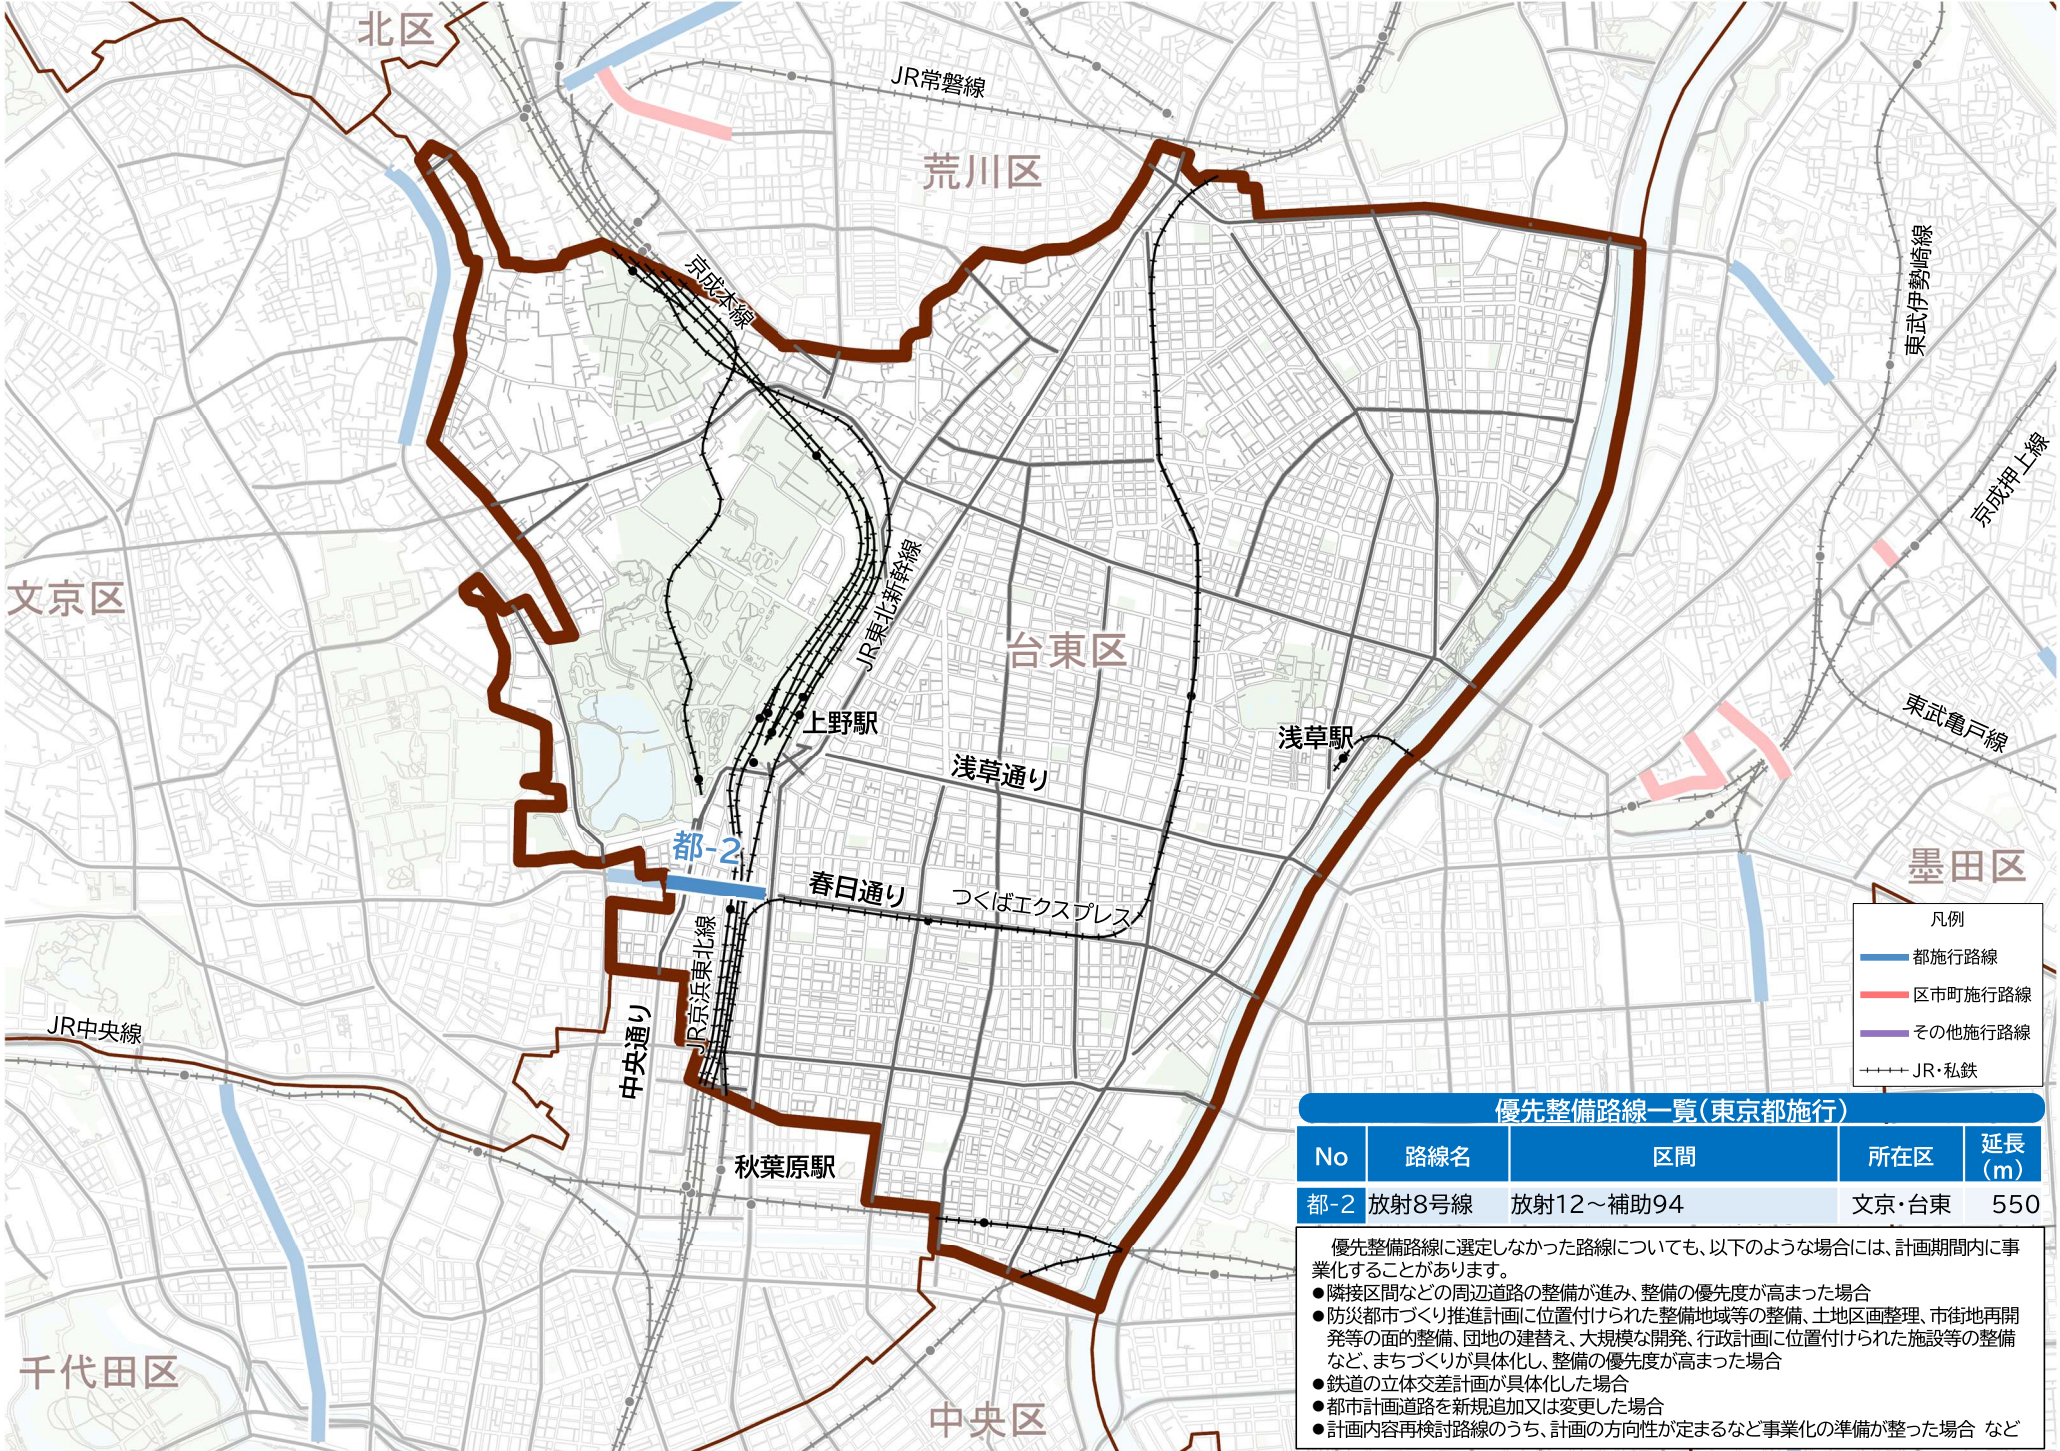 北区
JR常磐線
荒川区
京成本線
東武伊勢崎線
京成押上線
文京区
JR東北新幹線
台東区
上野駅
浅草駅
浅草通り
東武亀戸線
都-2
春日通り
つくばエクスプレス
墨田区
JR京浜東北線
中央通り
JR中央線
秋葉原駅
千代田区
中央区
凡例
都施行路線
区市町施行路線
その他施行路線
JR・私鉄
優先整備路線一覧(東京都施行)
No 路線名 区間 所在区 延長(m)
都-2 放射8号線 放射12～補助94 文京・台東 550
優先整備路線に選定しなかった路線についても、以下のような場合には、計画期間内に事
業化することがあります。
●隣接区間などの周辺道路の整備が進み、整備の優先度が高まった場合
●防災都市づくり推進計画に位置付けられた整備地域等の整備、土地区画整理、市街地再開
発等の面的整備、団地の建替え、大規模な開発、行政計画に位置付けられた施設等の整備
など、まちづくりが具体化し、整備の優先度が高まった場合
●鉄道の立体交差計画が具体化した場合
●都市計画道路を新規追加又は変更した場合
●計画内容再検討路線のうち、計画の方向性が定まるなど事業化の準備が整った場合 など